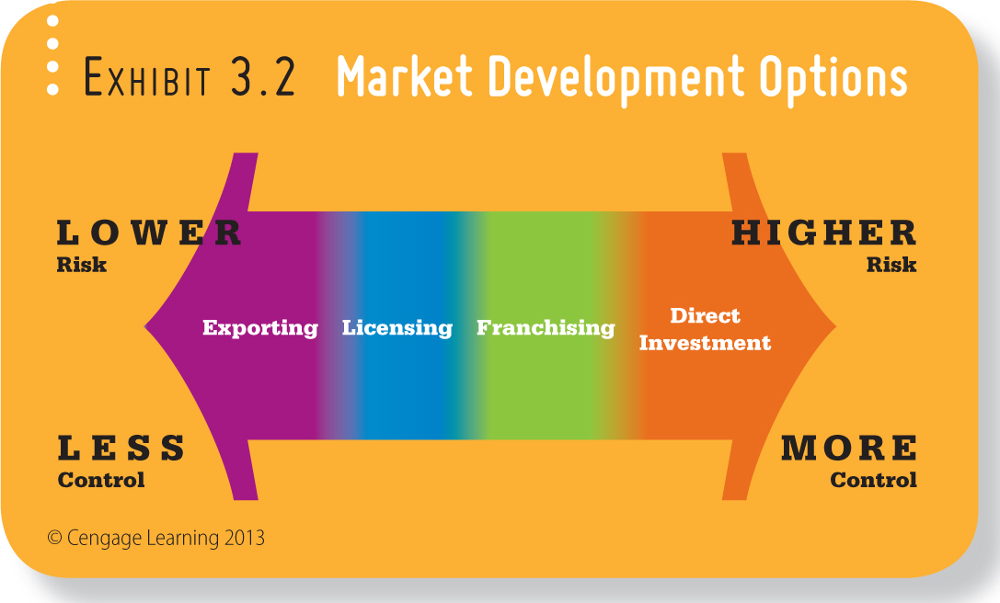 EXHIBIT 3.2 Market Development Options
LOWER
Risk
HIGHER
Risk
Exporting
Licensing
Franchising
Direct
Investment
LESS
Control
MORE
Control
© Cengage Learning 2013